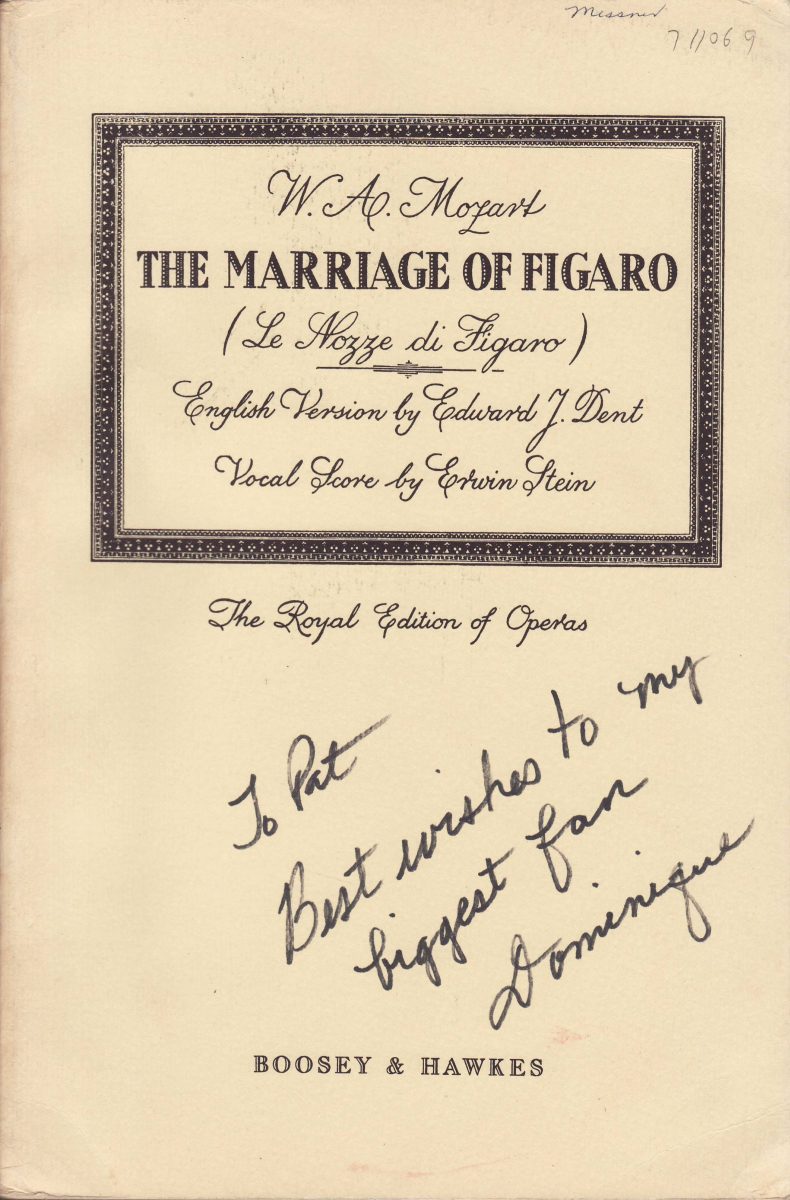 Messner
711069
W. A. Mozart
THE MARRIAGE OF FIGARO
(Le Nozze di Figaro)
English Version by Edward J. Dent
Vocal Score by Erwin Stein
The Royal Edition of Operas
To Pat
Best wishes to my
biggest fan
Dominique
BOOSEY & HAWKES